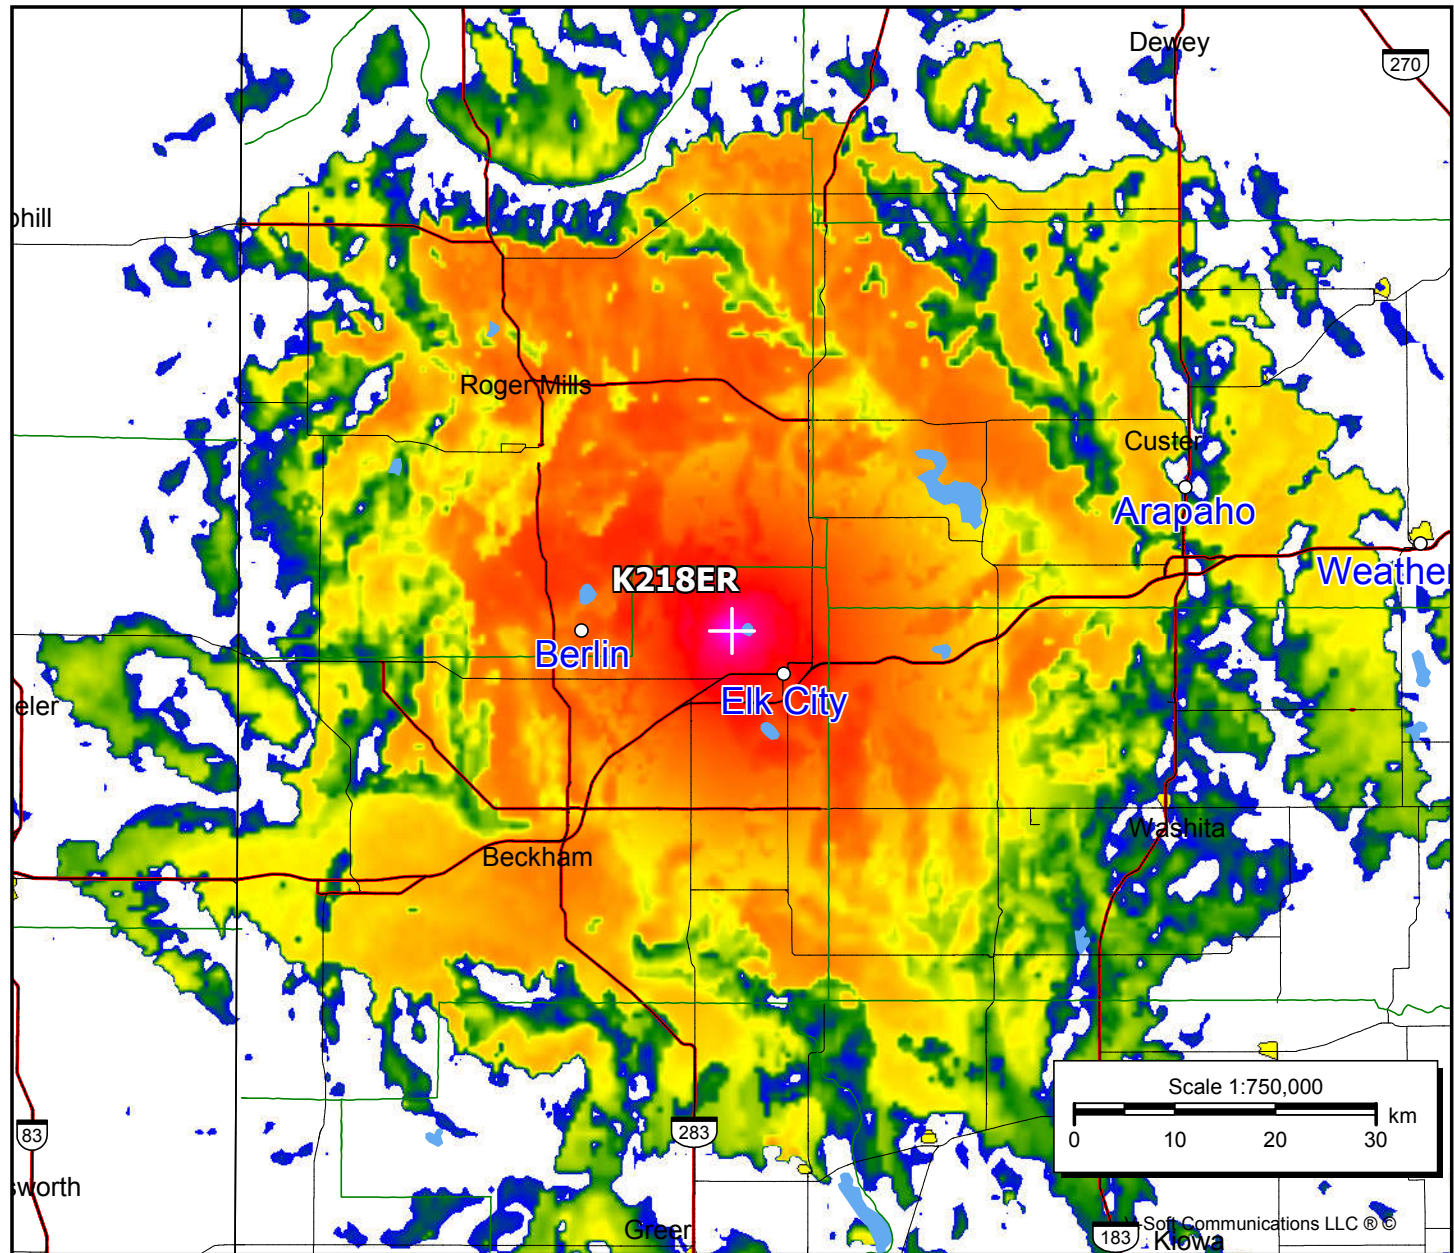 Dewey
270
phill
Roger Mills
Custer
Arapaho
K218ER
Weather
Berlin
Elk City
eler
Washita
Beckham
Scale 1:750,000
km
0 10 20 30
83
283
sworth
Greer
-Soft Communications LLC ® ©
183
Kiowa